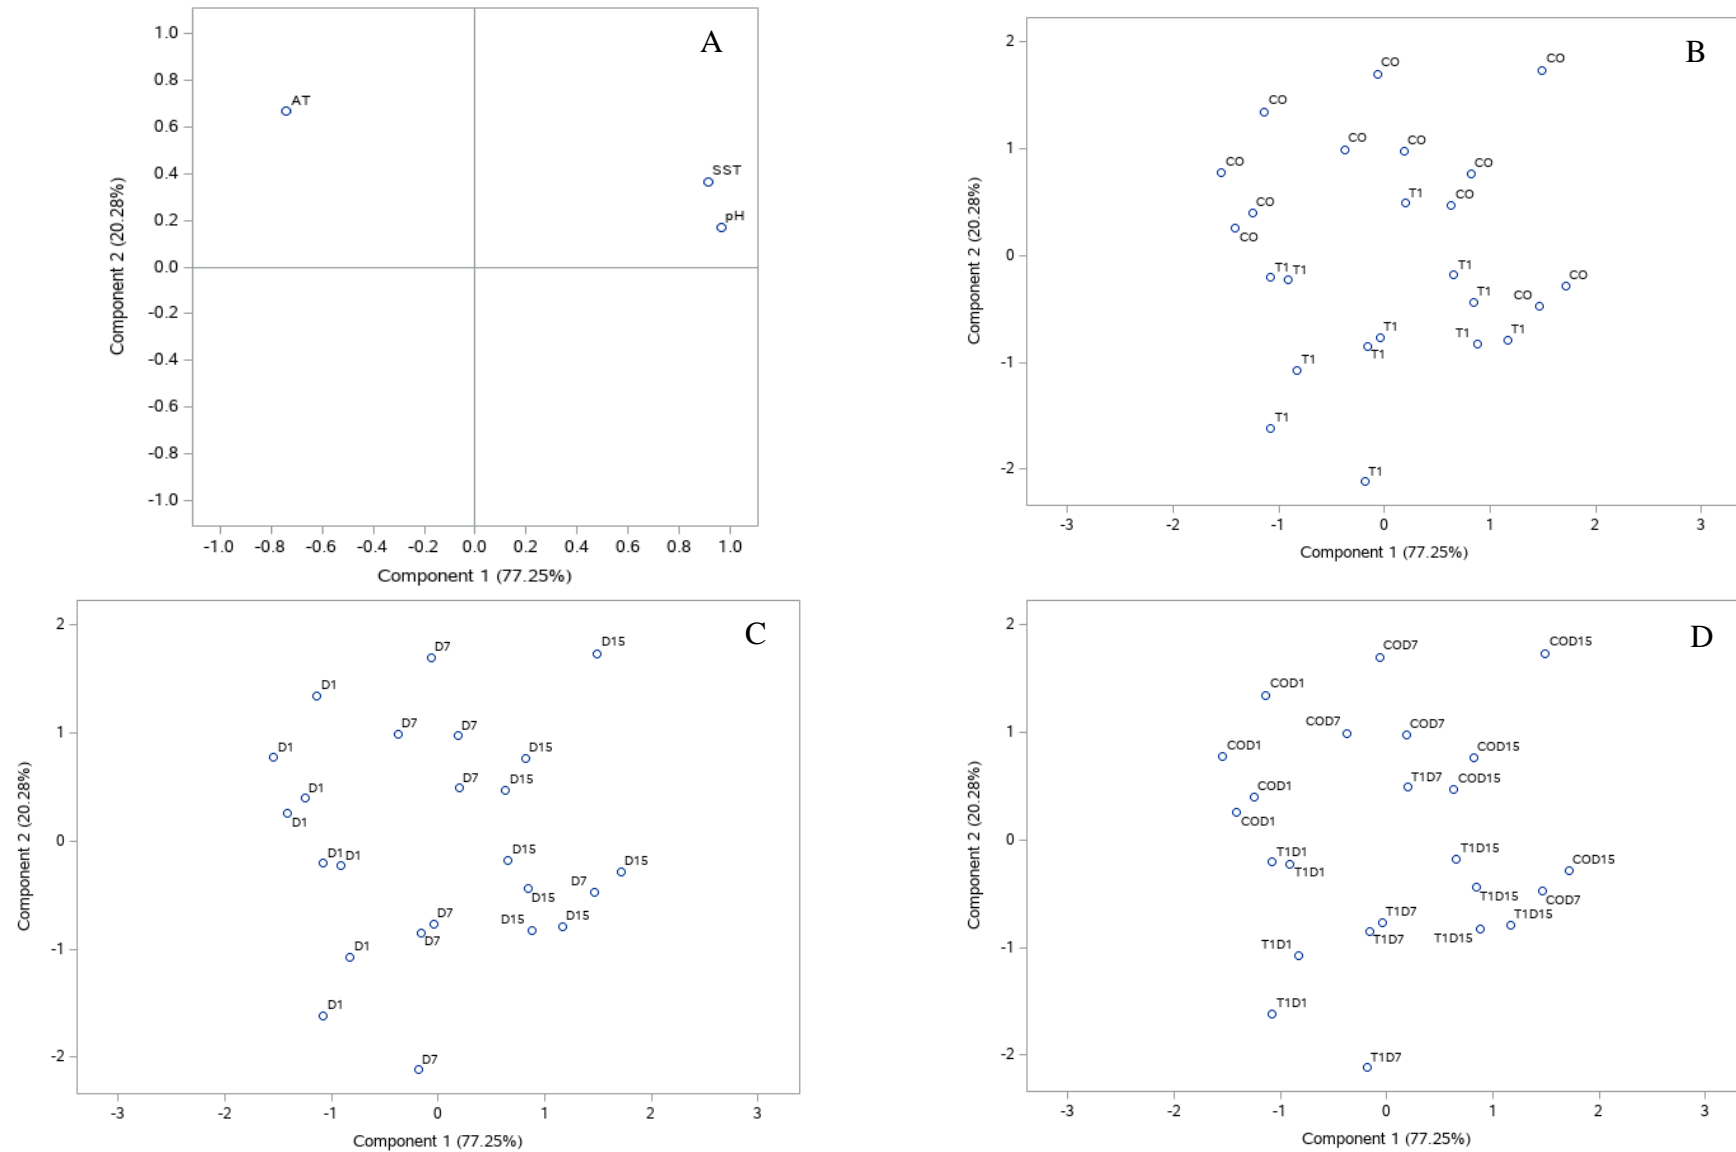 A
1.0
0.8
0.6
0.4
0.2
0.0
-0.2
-0.4
-0.6
-0.8
-1.0
AT
SST
pH
-1.0 -0.8 -0.6 -0.4 -0.2 0.0 0.2 0.4 0.6 0.8 1.0
Component 1 (77.25%)
Component 2 (20.28%)
B
2
1
0
-1
-2
CO
CO
CO
CO
CO
CO
CO
CO
T1
CO
CO
T1
T1
T1
CO
T1
CO
T1
T1
T1
T1
T1
T1
T1
-3 -2 -1 0 1 2 3
Component 1 (77.25%)
Component 2 (20.28%)
C
2
1
0
-1
-2
D7
D15
D1
D7
D7
D15
D1
D7
D15
D1
D1
D1
D1
D15
D15
D7
D15
D15
D15
D7
D7
D1
D1
D7
-3 -2 -1 0 1 2 3
Component 1 (77.25%)
Component 2 (20.28%)
D
2
1
0
-1
-2
COD7
COD15
COD1
COD7
COD7
COD1
COD15
T1D7
COD15
COD1
COD1
T1D1
T1D1
T1D15
COD15
T1D15
COD7
T1D7
T1D15
T1D7
T1D15
T1D1
T1D1
T1D7
-3 -2 -1 0 1 2 3
Component 1 (77.25%)
Component 2 (20.28%)